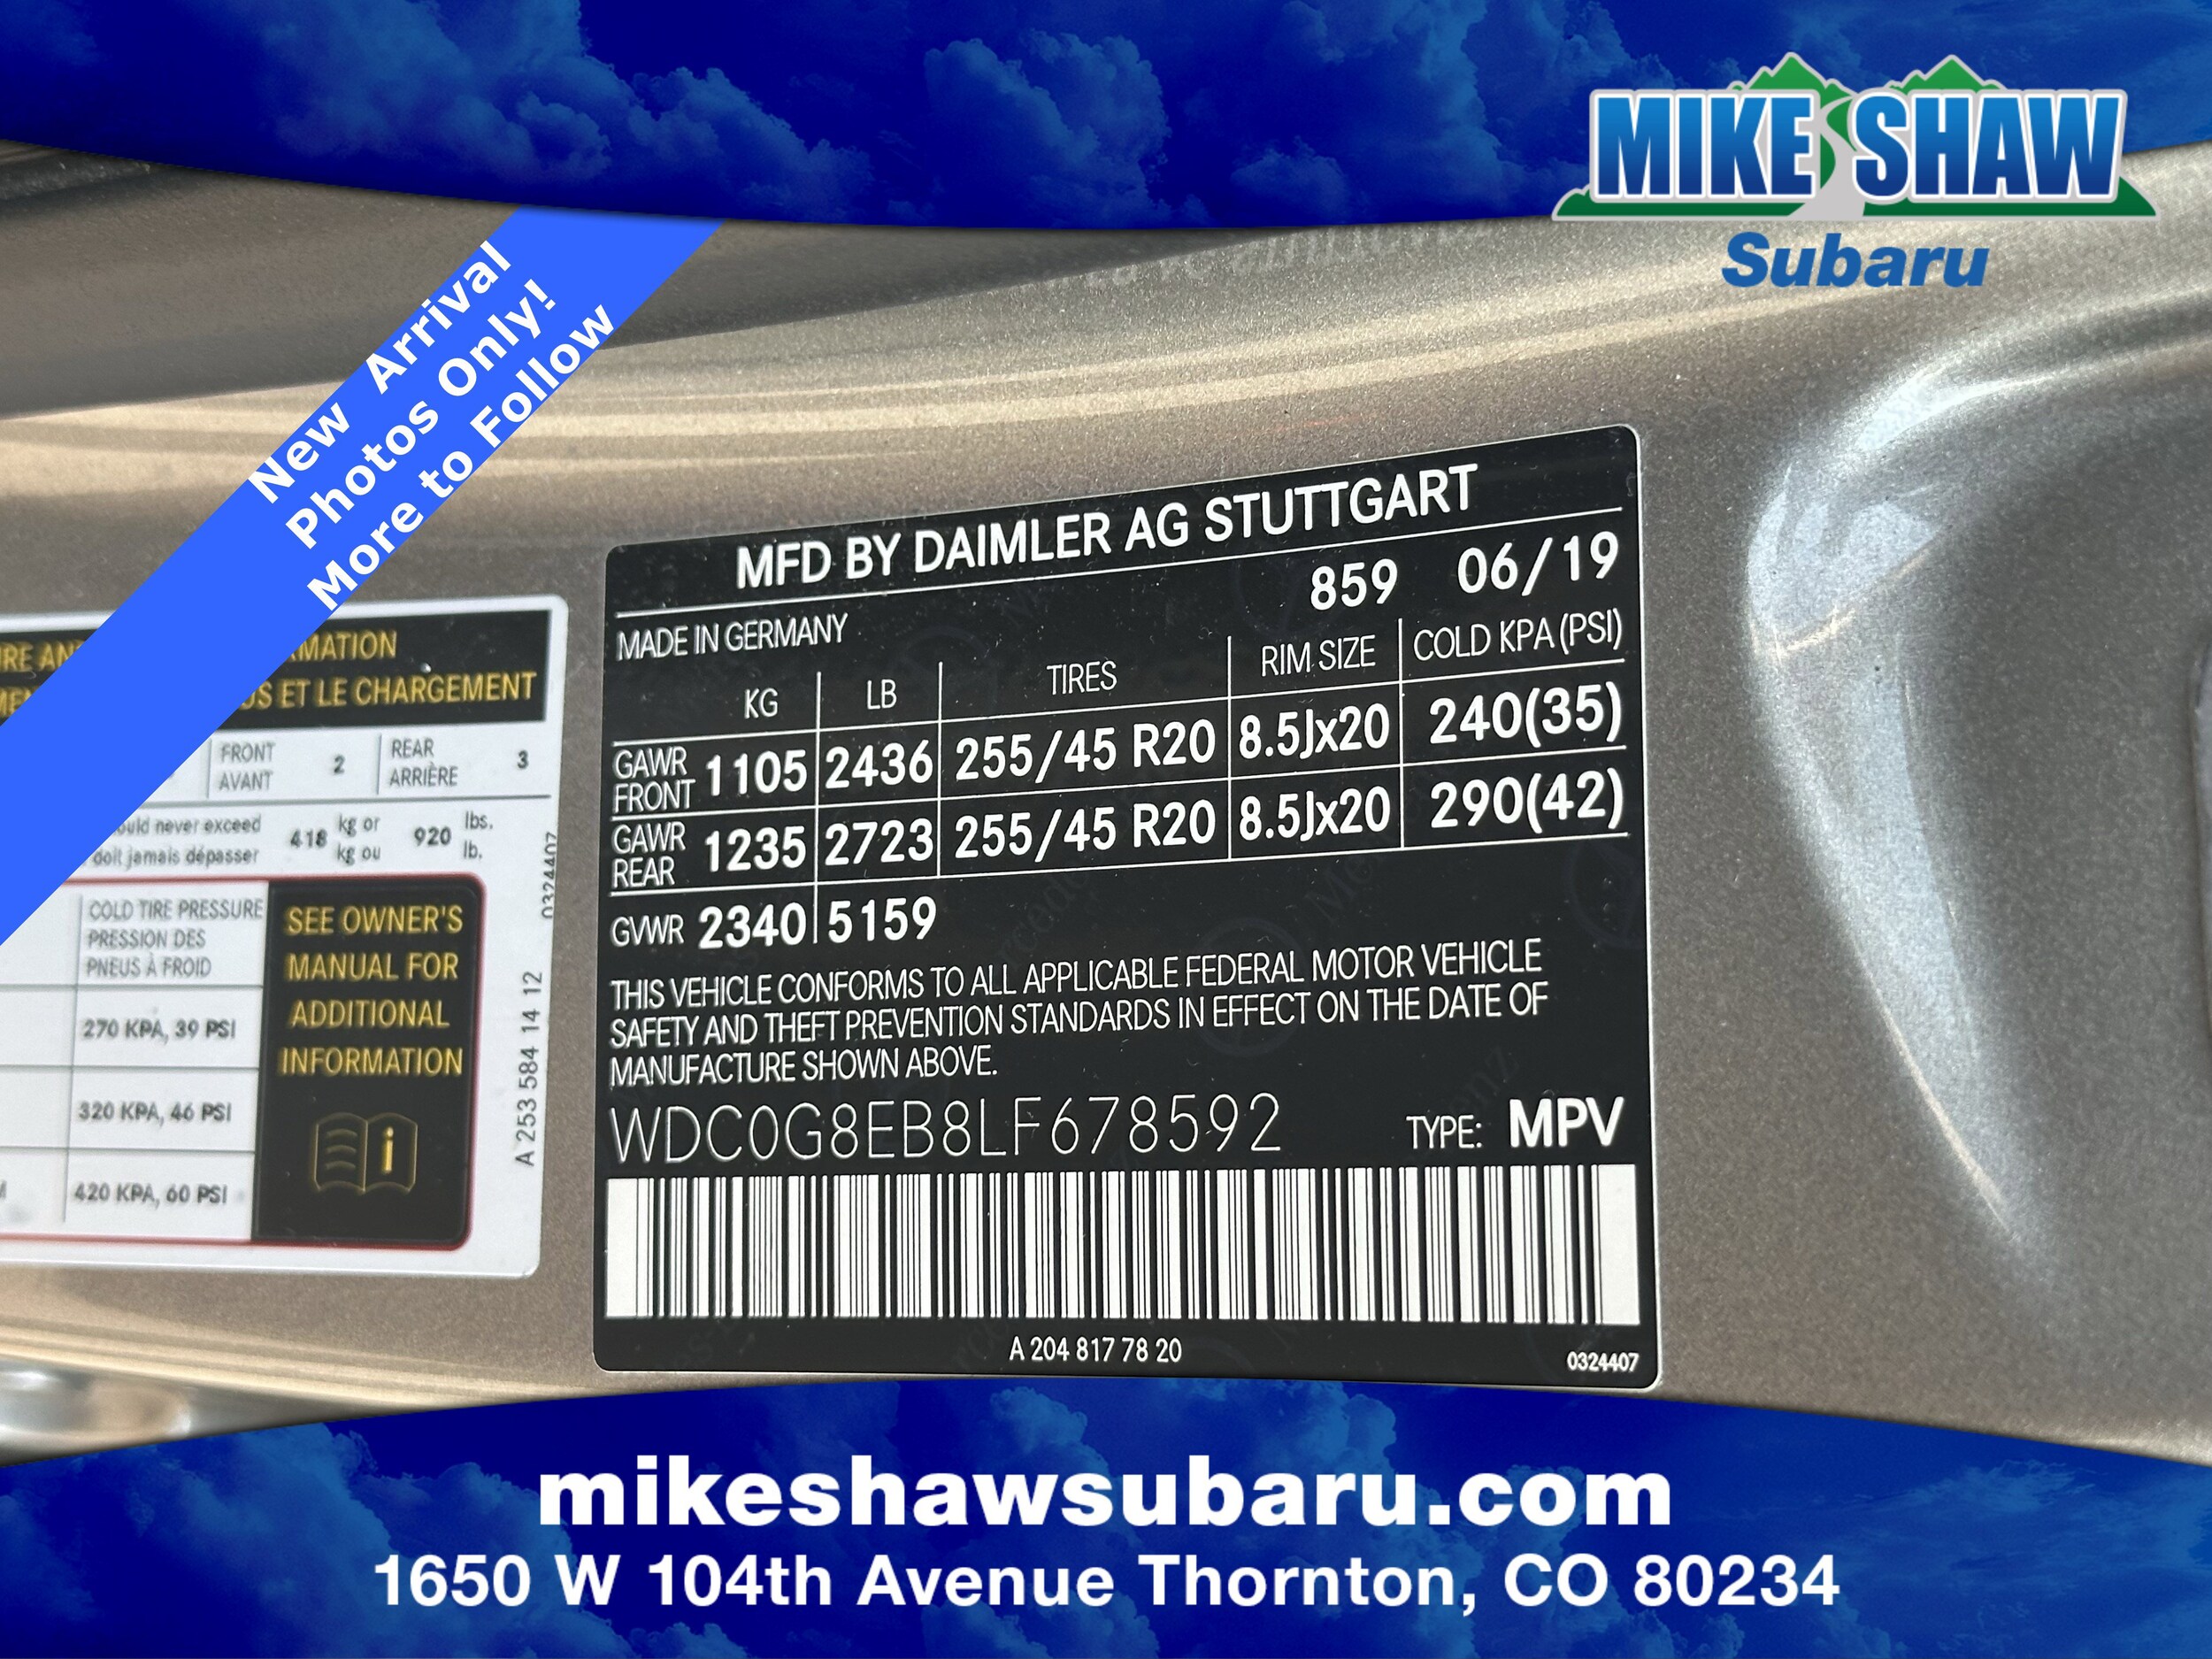 MIKE SHAW
Subaru
New Arrival
Photos Only!
More to Follow
MFD BY DAIMLER AG STUTTGART
859 06/19
MADE IN GERMANY
KG LB TIRES RIM SIZE COLD KPA (PSI)
GAWR FRONT 1105 2436 255/45 R20 8.5Jx20 240(35)
GAWR REAR 1235 2723 255/45 R20 8.5Jx20 290(42)
GVWR 2340 5159
THIS VEHICLE CONFORMS TO ALL APPLICABLE FEDERAL MOTOR VEHICLE
SAFETY AND THEFT PREVENTION STANDARDS IN EFFECT ON THE DATE OF
MANUFACTURE SHOWN ABOVE.
WDC0G8EB8LF678592 TYPE: MPV
A 204 817 78 20
0324407
ET LE CHARGEMENT
FRONT 2 REAR 3
AVANT ARRIÈRE
never exceed 418 kg or 920 lbs.
doit jamais dépasser kg ou lb.
COLD TIRE PRESSURE
PRESSION DES
PNEUS À FROID
270 KPA, 39 PSI
320 KPA, 46 PSI
420 KPA, 60 PSI
SEE OWNER'S
MANUAL FOR
ADDITIONAL
INFORMATION
i
A 253 584 14 12
0324407
mikeshawsubaru.com
1650 W 104th Avenue Thornton, CO 80234